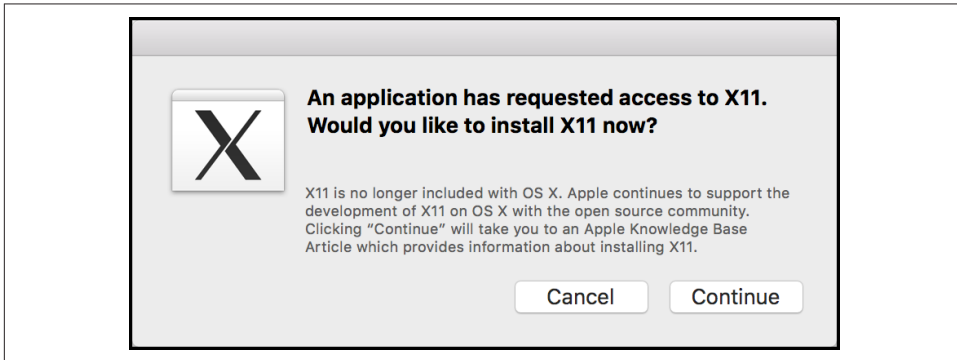 An application has requested access to X11.
Would you like to install X11 now?
X11 is no longer included with OS X. Apple continues to support the
development of X11 on OS X with the open source community.
Clicking “Continue” will take you to an Apple Knowledge Base
Article which provides information about installing X11.
Cancel Continue